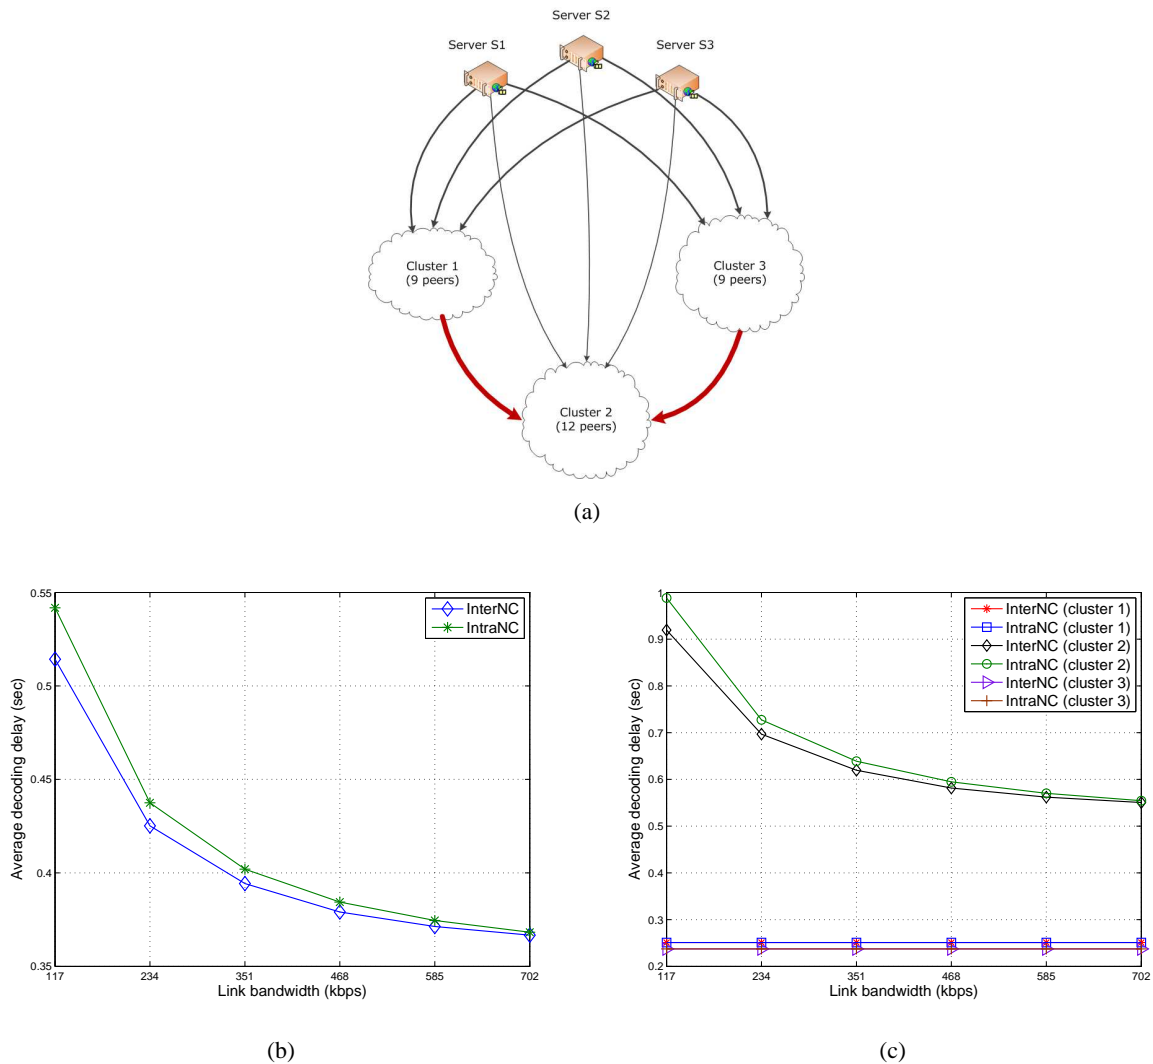 Server S2
Server S1
Server S3
Cluster 1
(9 peers)
Cluster 3
(9 peers)
Cluster 2
(12 peers)
(a)
0.55
0.5
0.45
0.4
0.35
Average decoding delay (sec)
InterNC
IntraNC
117 234 351 468 585 702
Link bandwidth (kbps)
(b)
1
0.9
0.8
0.7
0.6
0.5
0.4
0.3
0.2
Average decoding delay (sec)
InterNC (cluster 1)
IntraNC (cluster 1)
InterNC (cluster 2)
IntraNC (cluster 2)
InterNC (cluster 3)
IntraNC (cluster 3)
117 234 351 468 585 702
Link bandwidth (kbps)
(c)